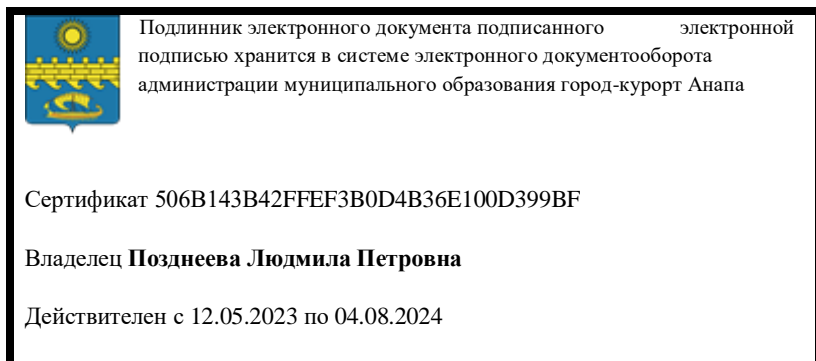 Подлинник электронного документа подписанного электронной
подписью хранится в системе электронного документооборота
администрации муниципального образования город-курорт Анапа
Сертификат 506B143B42FFEF3B0D4B36E100D399BF
Владелец Позднеева Людмила Петровна
Действителен с 12.05.2023 по 04.08.2024